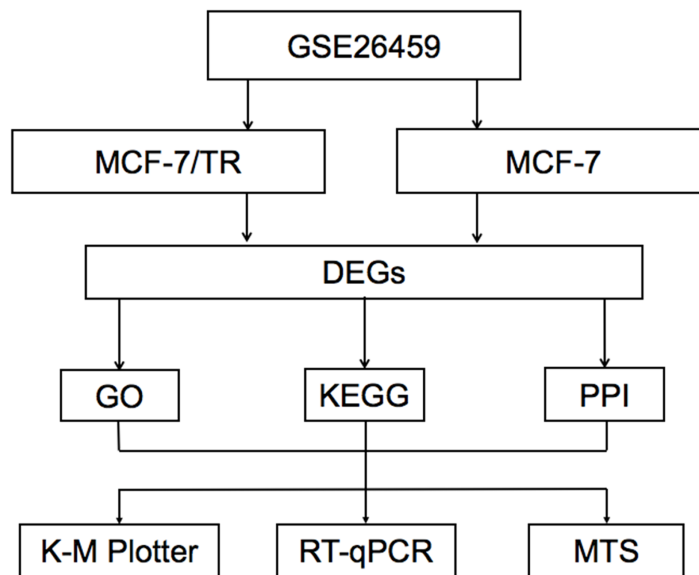 GSE26459
MCF-7/TR
MCF-7
DEGs
GO
KEGG
PPI
K-M Plotter
RT-qPCR
MTS